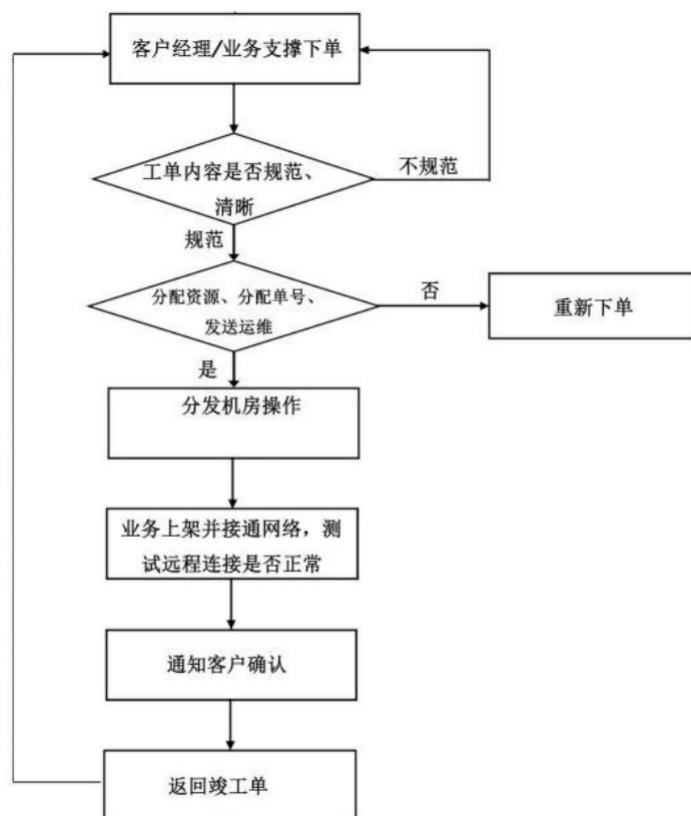 客户经理/业务支撑下单
工单内容是否规范、
不规范
清晰
规范
分配资源、分配单号、
否
发送运维
重新下单
是
分发机房操作
业务上架并接通网络，测
试远程连接是否正常
通知客户确认
返回竣工单